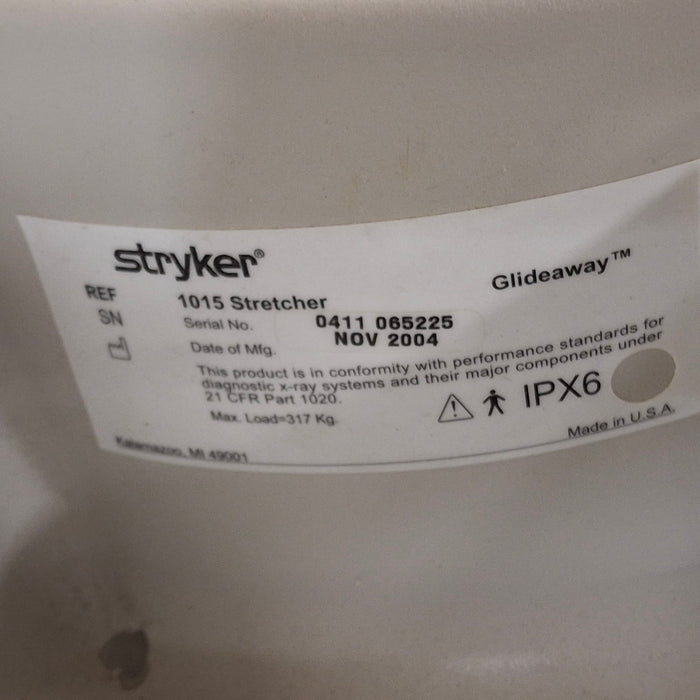 stryker®
Glideaway™
REF 1015 Stretcher
SN Serial No. 0411 065225
Date of Mfg. NOV 2004
This product is in conformity with performance standards for
diagnostic x-ray systems and their major components under
21 CFR Part 1020.
Max. Load=317 Kg.
IPX6
Kalamazoo, MI 49001
Made in U.S.A.